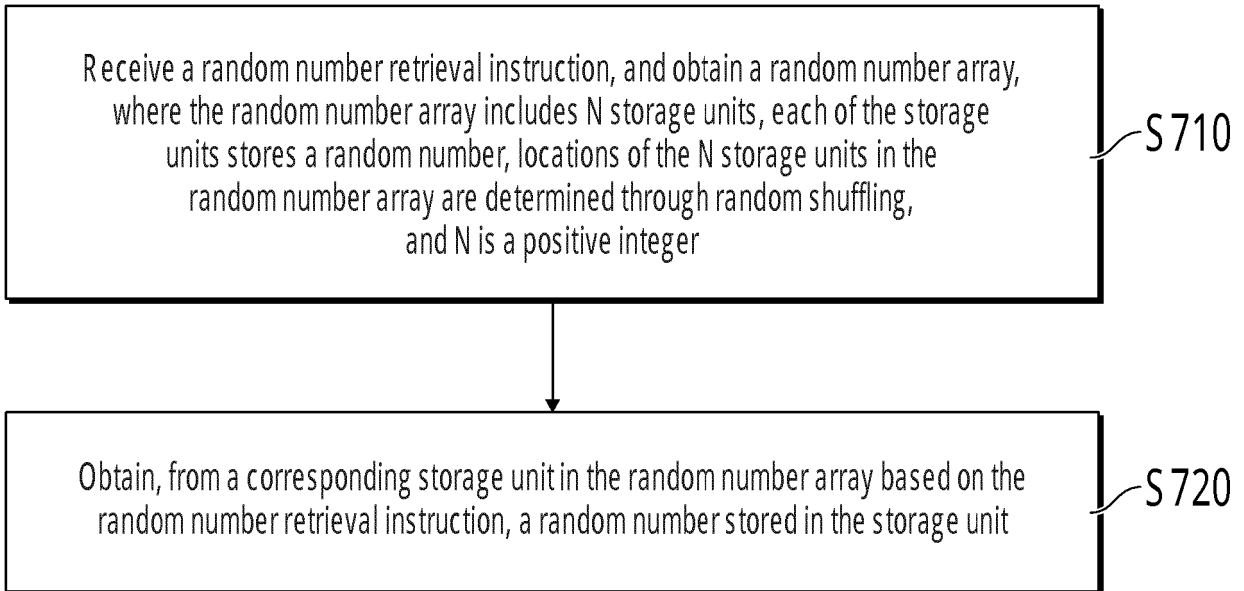 Receive a random number retrieval instruction, and obtain a random number array,
where the random number array includes N storage units, each of the storage
units stores a random number, locations of the N storage units in the
random number array are determined through random shuffling,
and N is a positive integer
S710
Obtain, from a corresponding storage unit in the random number array based on the
random number retrieval instruction, a random number stored in the storage unit
S720